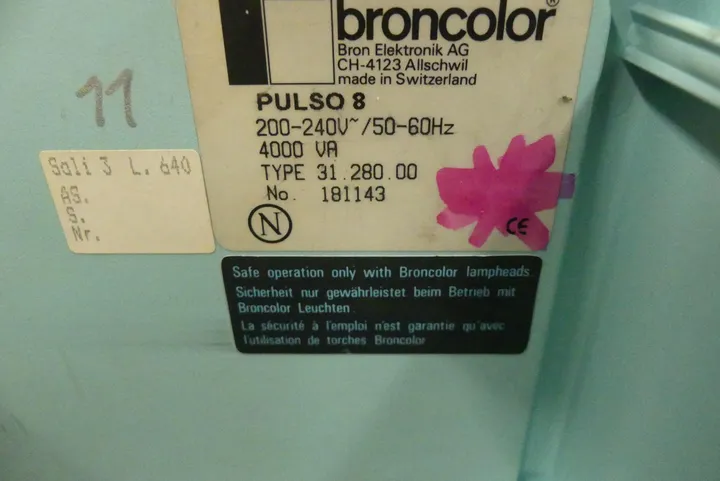 broncolor®
Bron Elektronik AG
CH-4123 Allschwil
made in Switzerland
PULSO 8
200-240V~/50-60Hz
4000 VA
TYPE 31.280.00
No. 181143
N
CE
11
Sali 3 L. 640
AS.
S.
Nr.
Safe operation only with Broncolor lampheads.
Sicherheit nur gewährleistet beim Betrieb mit
Broncolor Leuchten.
La sécurité à l'emploi n'est garantie qu'avec
l'utilisation de torches Broncolor